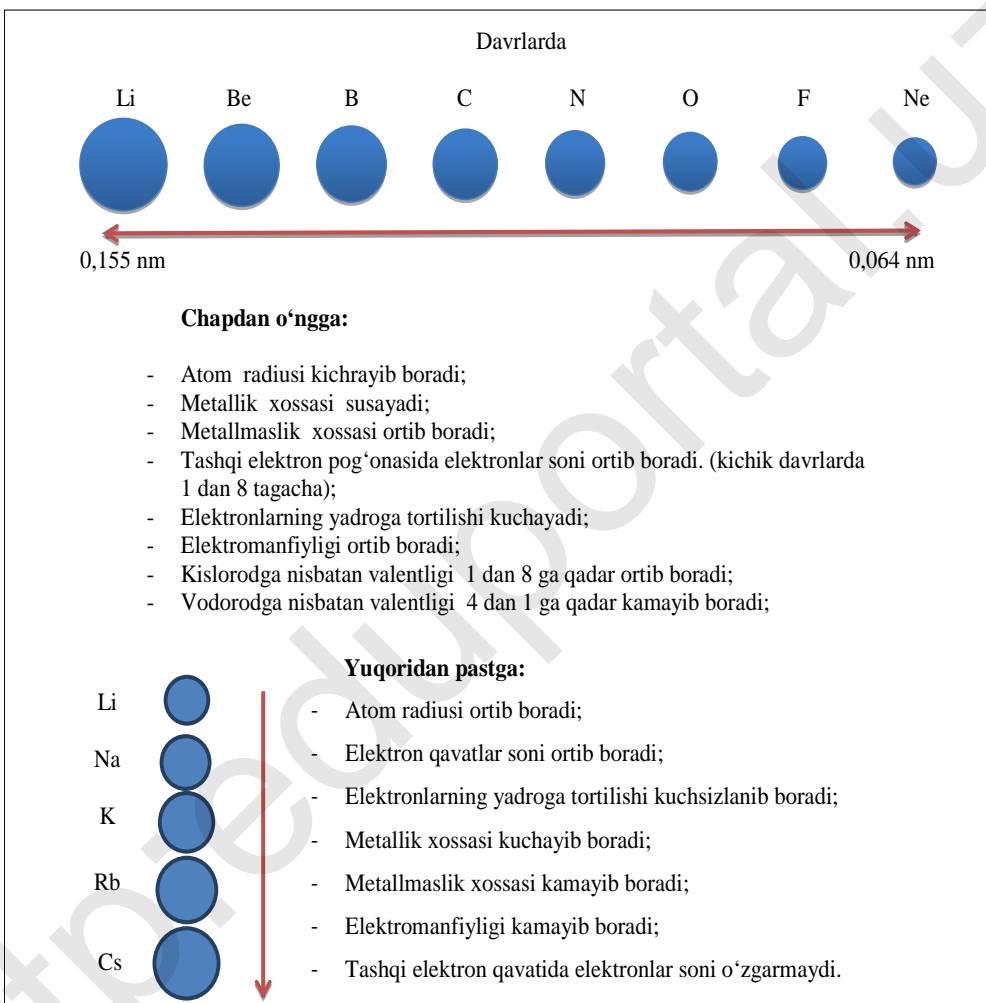 Davrlarda
Li Be B C N O F Ne
0,155 nm 0,064 nm
Chapdan o‘ngga:
- Atom radiusi kichrayib boradi;
- Metallik xossasi susayadi;
- Metallmaslik xossasi ortib boradi;
- Tashqi elektron pog‘onasida elektronlar soni ortib boradi. (kichik davrlarda
1 dan 8 tagacha);
- Elektronlarning yadroga tortilishi kuchayadi;
- Elektromanfiyligi ortib boradi;
- Kislorodga nisbatan valentligi 1 dan 8 ga qadar ortib boradi;
- Vodorodga nisbatan valentligi 4 dan 1 ga qadar kamayib boradi;
Yuqoridan pastga:
Li
- Atom radiusi ortib boradi;
Na
- Elektron qavatlar soni ortib boradi;
- Elektronlarning yadroga tortilishi kuchsizlanib boradi;
K
- Metallik xossasi kuchayib boradi;
Rb
- Metallmaslik xossasi kamayib boradi;
- Elektromanfiyligi kamayib boradi;
Cs
- Tashqi elektron qavatida elektronlar soni o‘zgarmaydi.